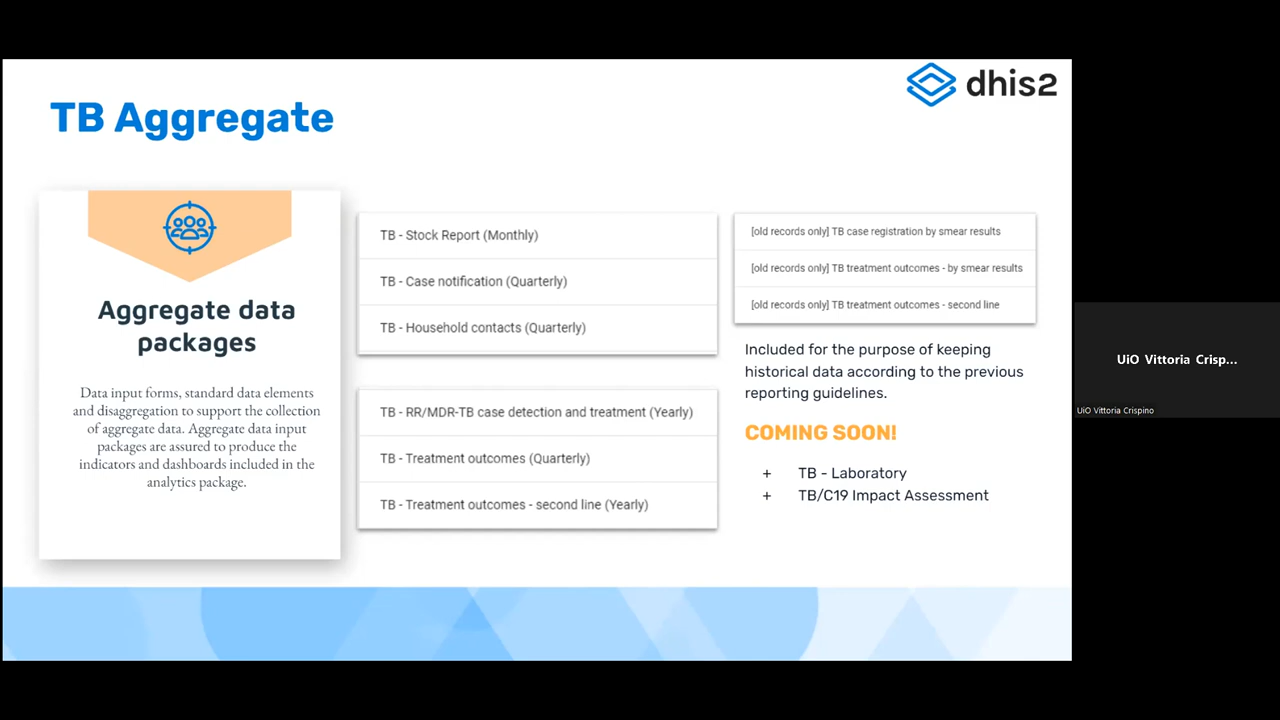 dhis2
TB Aggregate
Aggregate data
packages
Data input forms, standard data elements
and disaggregation to support the collection
of aggregate data. Aggregate data input
packages are assured to produce the
indicators and dashboards included in the
analytics package.
TB - Stock Report (Monthly)
TB - Case notification (Quarterly)
TB - Household contacts (Quarterly)
TB - RR/MDR-TB case detection and treatment (Yearly)
TB - Treatment outcomes (Quarterly)
TB - Treatment outcomes - second line (Yearly)
[old records only] TB case registration by smear results
[old records only] TB treatment outcomes - by smear results
[old records only] TB treatment outcomes - second line
Included for the purpose of keeping
historical data according to the previous
reporting guidelines.
COMING SOON!
+ TB - Laboratory
+ TB/C19 Impact Assessment
UiO Vittoria Crisp...
UiO Vittoria Crispino